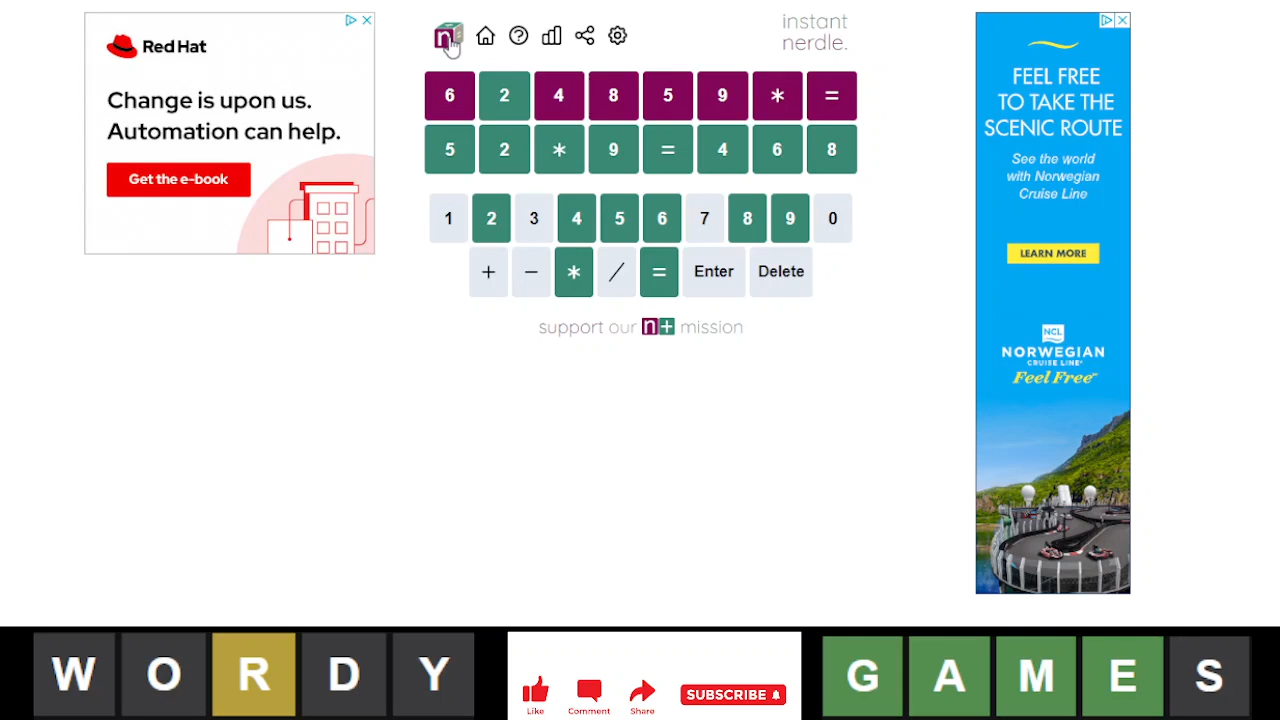 Red Hat
Change is upon us.
Automation can help.
Get the e-book
n
instant
nerdle.
6 2 4 8 5 9 * =
5 2 * 9 = 4 6 8
1 2 3 4 5 6 7 8 9 0
+ - * / = Enter Delete
support our n+ mission
FEEL FREE
TO TAKE THE
SCENIC ROUTE
See the world
with Norwegian
Cruise Line
LEARN MORE
NCL
NORWEGIAN
CRUISE LINE®
Feel Free™
WORDY
Like
Comment
Share
SUBSCRIBE
GAMES